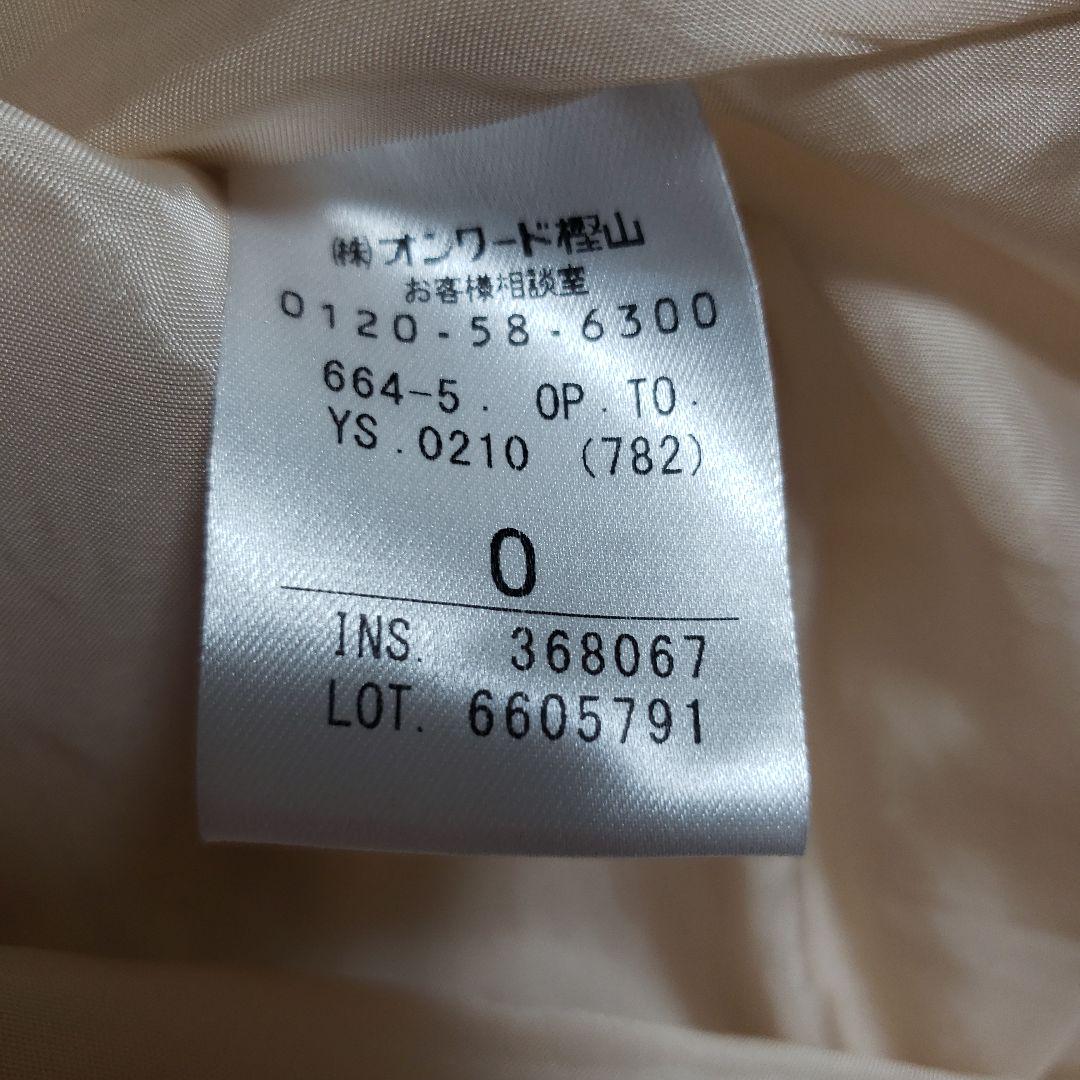 (株)オンワード樫山
お客様相談室
0120-58-6300
664-5. OP.TO.
YS.0210 (782)
0
INS. 368067
LOT. 6605791